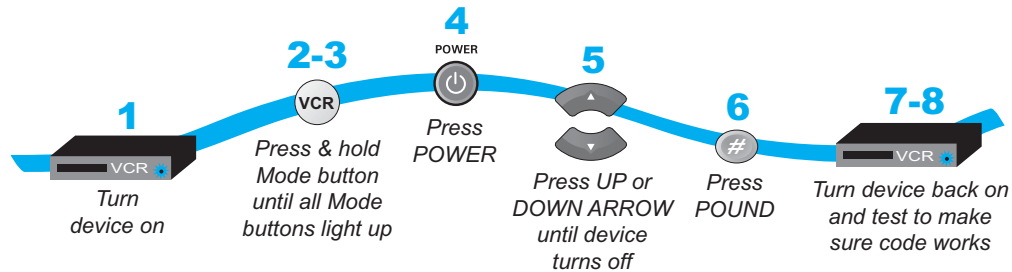 1
VCR
Turn
device on
2-3
VCR
Press & hold
Mode button
until all Mode
buttons light up
4
POWER
Press
POWER
5
Press UP or
DOWN ARROW
until device
turns off
6
#
Press
POUND
7-8
VCR
Turn device back on
and test to make
sure code works